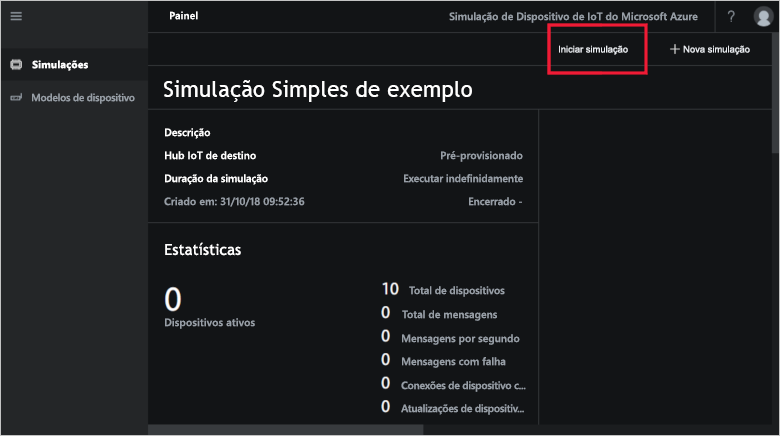 Painel
Simulação de Dispositivo de IoT do Microsoft Azure
?
Iniciar simulação
+ Nova simulação
Simulações
Modelos de dispositivo
Simulação Simples de exemplo
Descrição
Hub IoT de destino Pré-provisionado
Duração da simulação Executar indefinidamente
Criado em: 31/10/18 09:52:36 Encerrado -
Estatísticas
0
Dispositivos ativos
10 Total de dispositivos
0 Total de mensagens
0 Mensagens por segundo
0 Mensagens com falha
0 Conexões de dispositivo c...
0 Atualizações de dispositiv...